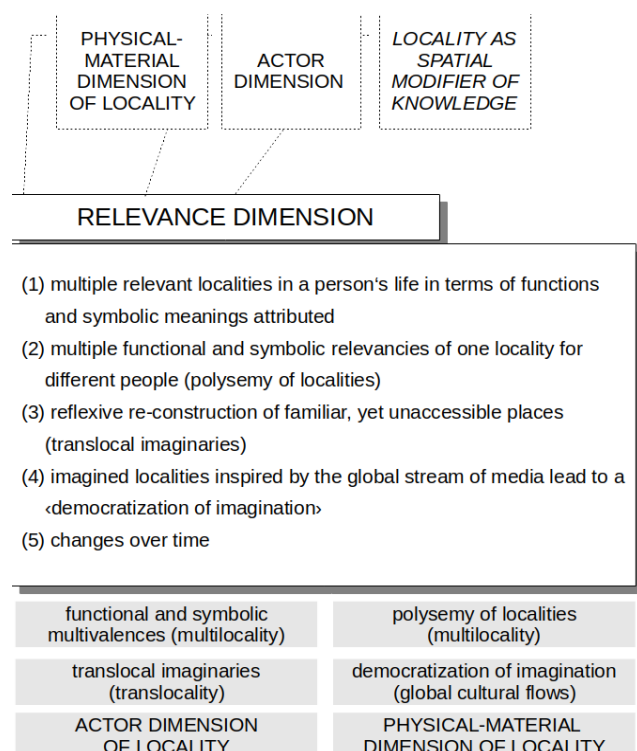 PHYSICAL-
MATERIAL
DIMENSION
OF LOCALITY
ACTOR
DIMENSION
LOCALITY AS
SPATIAL
MODIFIER OF
KNOWLEDGE
RELEVANCE DIMENSION
(1) multiple relevant localities in a person‘s life in terms of functions
and symbolic meanings attributed
(2) multiple functional and symbolic relevancies of one locality for
different people (polysemy of localities)
(3) reflexive re-construction of familiar, yet unaccessible places
(translocal imaginaries)
(4) imagined localities inspired by the global stream of media lead to a
‹democratization of imagination›
(5) changes over time
functional and symbolic
multivalences (multilocality)
polysemy of localities
(multilocality)
translocal imaginaries
(translocality)
democratization of imagination
(global cultural flows)
ACTOR DIMENSION
OF LOCALITY
PHYSICAL-MATERIAL
DIMENSION OF LOCALITY